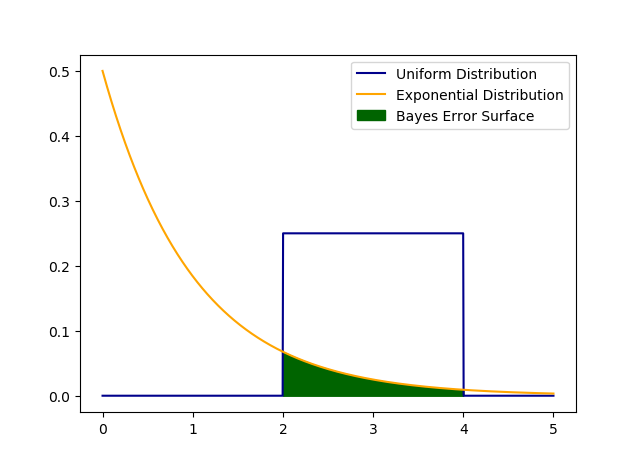 Uniform Distribution
Exponential Distribution
Bayes Error Surface
0.5
0.4
0.3
0.2
0.1
0.0
0 1 2 3 4 5